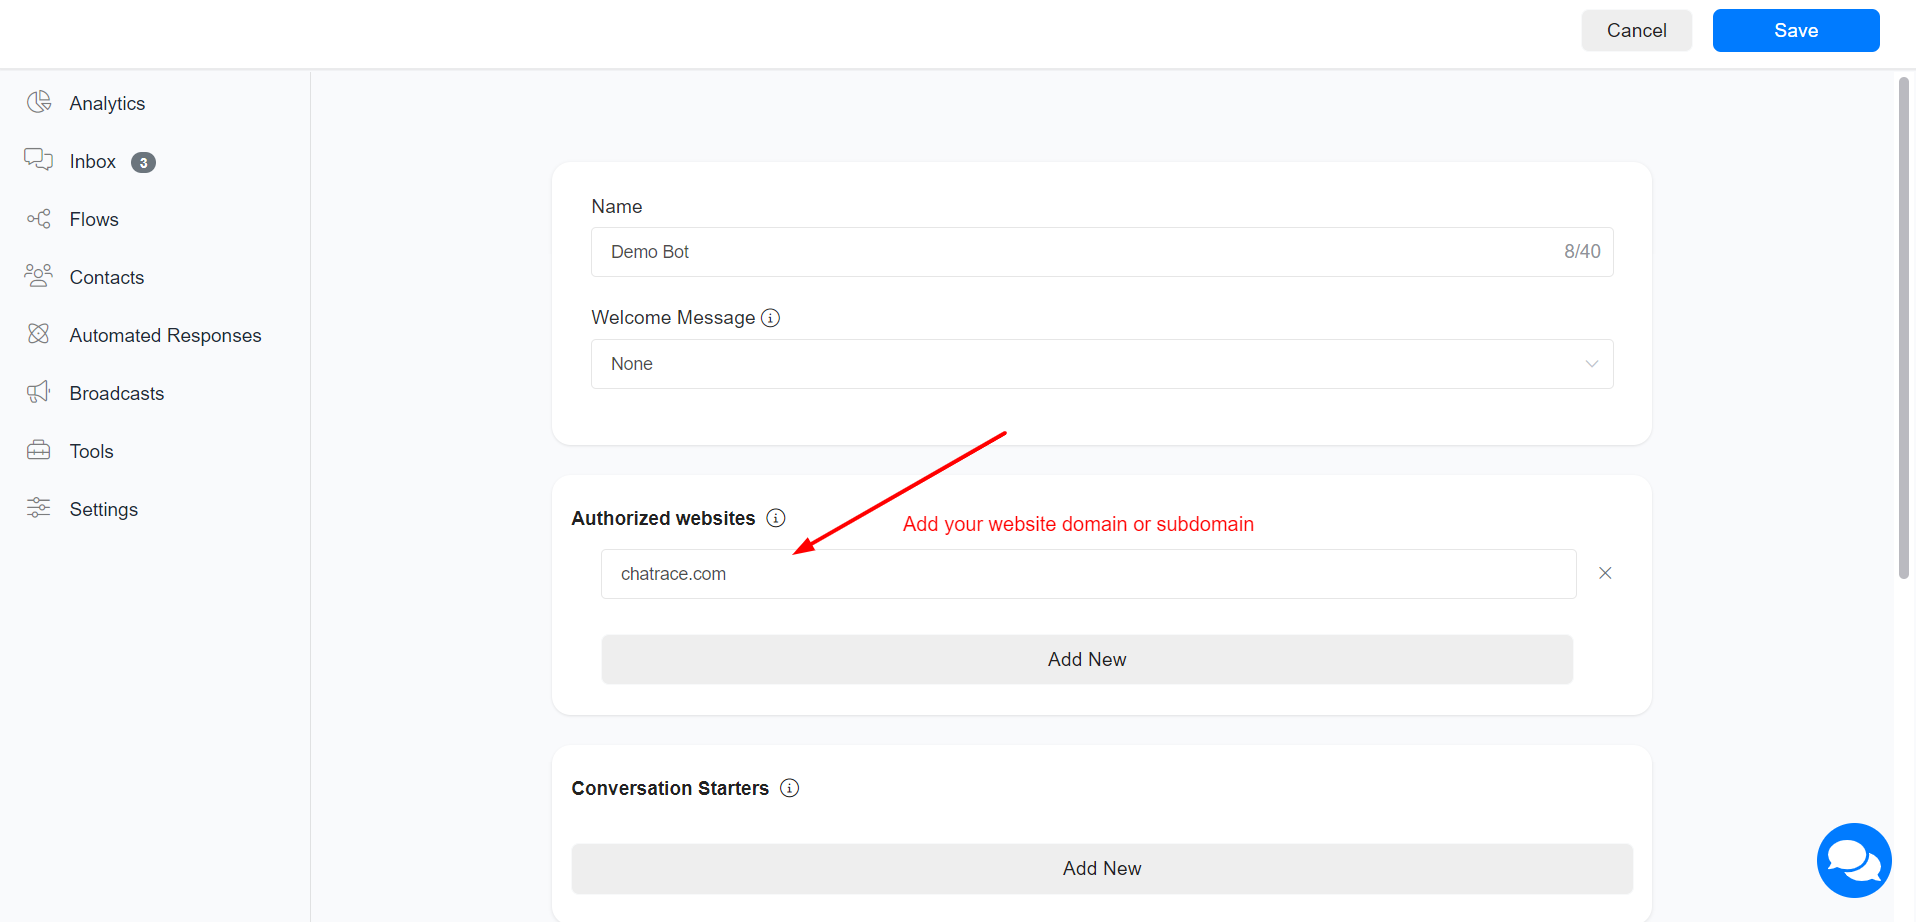 Cancel
Save
Analytics
Inbox 3
Flows
Contacts
Automated Responses
Broadcasts
Tools
Settings
Name
Demo Bot 8/40
Welcome Message
None
Authorized websites
Add your website domain or subdomain
chatrace.com
Add New
Conversation Starters
Add New